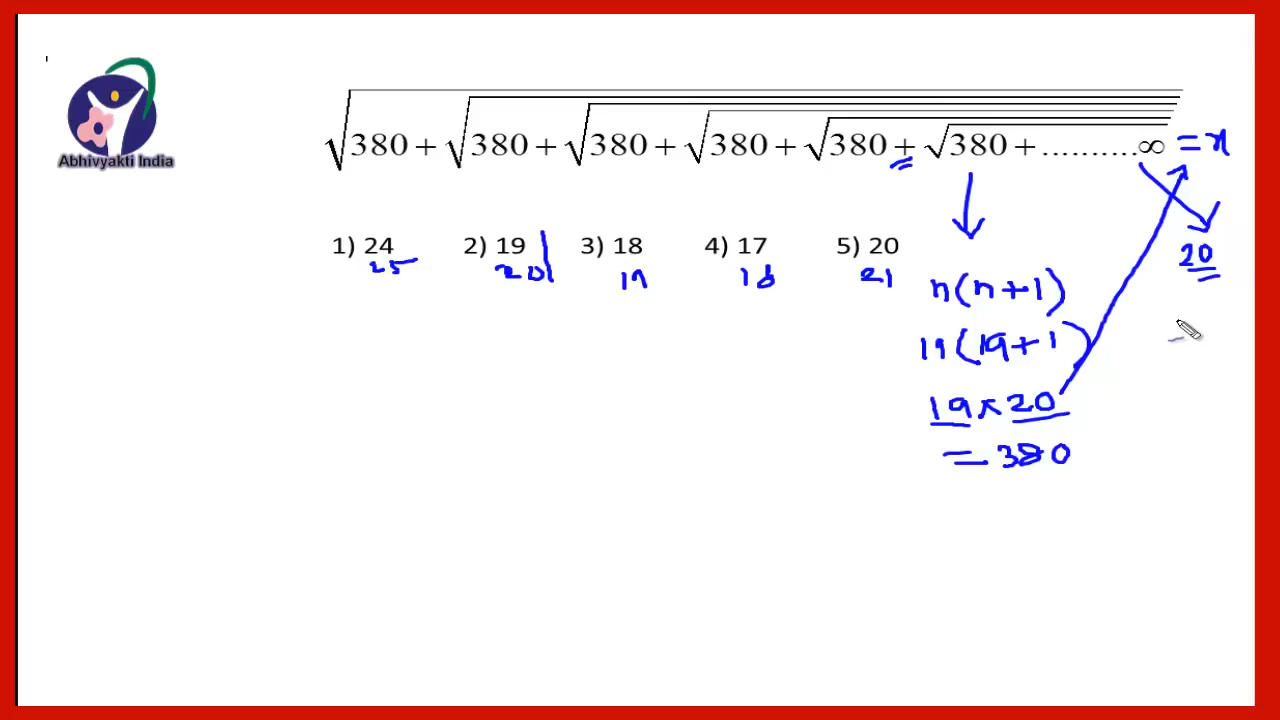 √380 + √380 + √380 + √380 + √380 + √380 + ..........∞ = x
1) 24 2) 19 3) 18 4) 17 5) 20
25 20 19 18 21
20
n(n+1)
19(19+1)
19×20
=380
Abhivyakti India